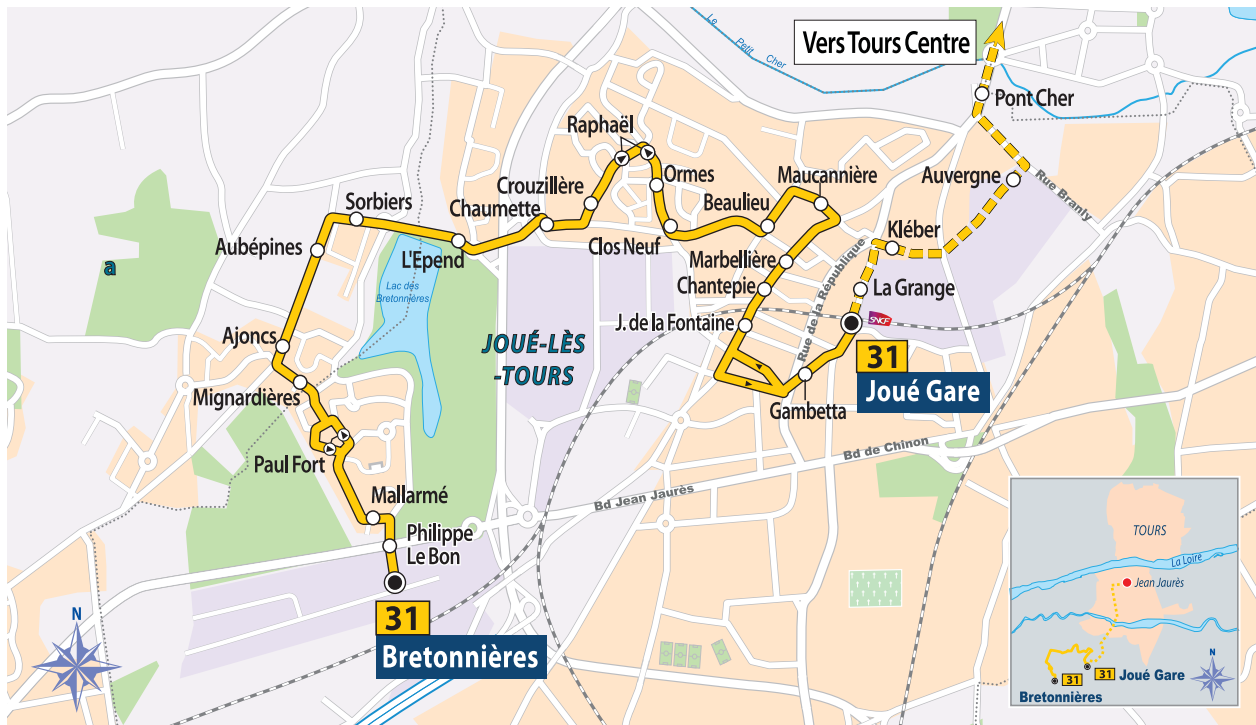 Le
Petit Cher
Vers Tours Centre
Pont Cher
Raphaël
Ormes
Maucannière
Auvergne
Rue Branly
Crouzillère
Chaumette
Beaulieu
Sorbiers
Kléber
Aubépines
L'Epend
Clos Neuf
Marbellière
Rue de la République
Chantepie
La Grange
Lac des
Bretonnières
a
J. de la Fontaine
SNCF
JOUÉ-LÈS
-TOURS
Ajoncs
31
Joué Gare
Mignardières
Gambetta
Paul Fort
Bd de Chinon
Mallarmé
Bd Jean Jaurès
Philippe
Le Bon
31
Bretonnières
N
TOURS
La Loire
Jean Jaurès
N
31
31
Joué Gare
Bretonnières